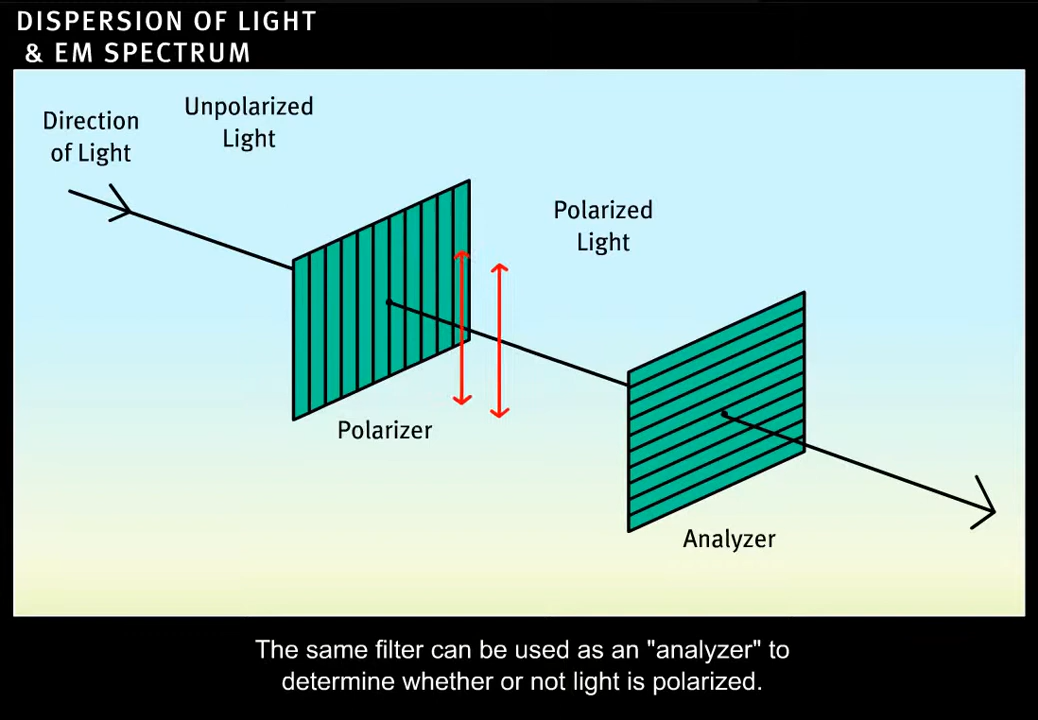 DISPERSION OF LIGHT
& EM SPECTRUM
Direction
of Light
Unpolarized
Light
Polarized
Light
Polarizer
Analyzer
The same filter can be used as an "analyzer" to
determine whether or not light is polarized.